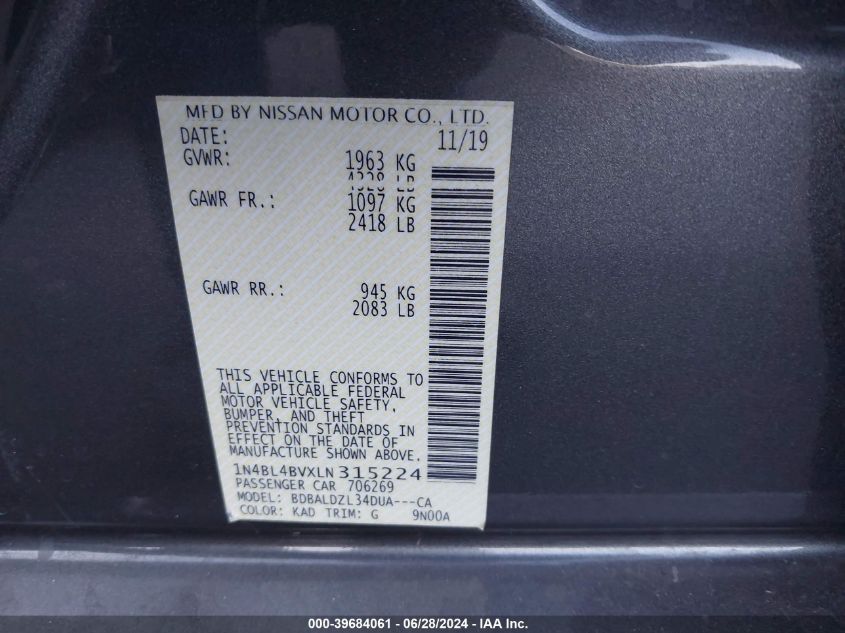 MFD BY NISSAN MOTOR CO., LTD.
DATE: 11/19
GVWR: 1963 KG
4328 LB
GAWR FR.: 1097 KG
2418 LB
GAWR RR.: 945 KG
2083 LB
THIS VEHICLE CONFORMS TO
ALL APPLICABLE FEDERAL
MOTOR VEHICLE SAFETY,
BUMPER, AND THEFT
PREVENTION STANDARDS IN
EFFECT ON THE DATE OF
MANUFACTURE SHOWN ABOVE.
1N4BL4BVXLN315224
PASSENGER CAR 706269
MODEL: BDBALDZL34DUA---CA
COLOR: KAD TRIM: G 9N00A
000-39684061 - 06/28/2024 - IAA Inc.